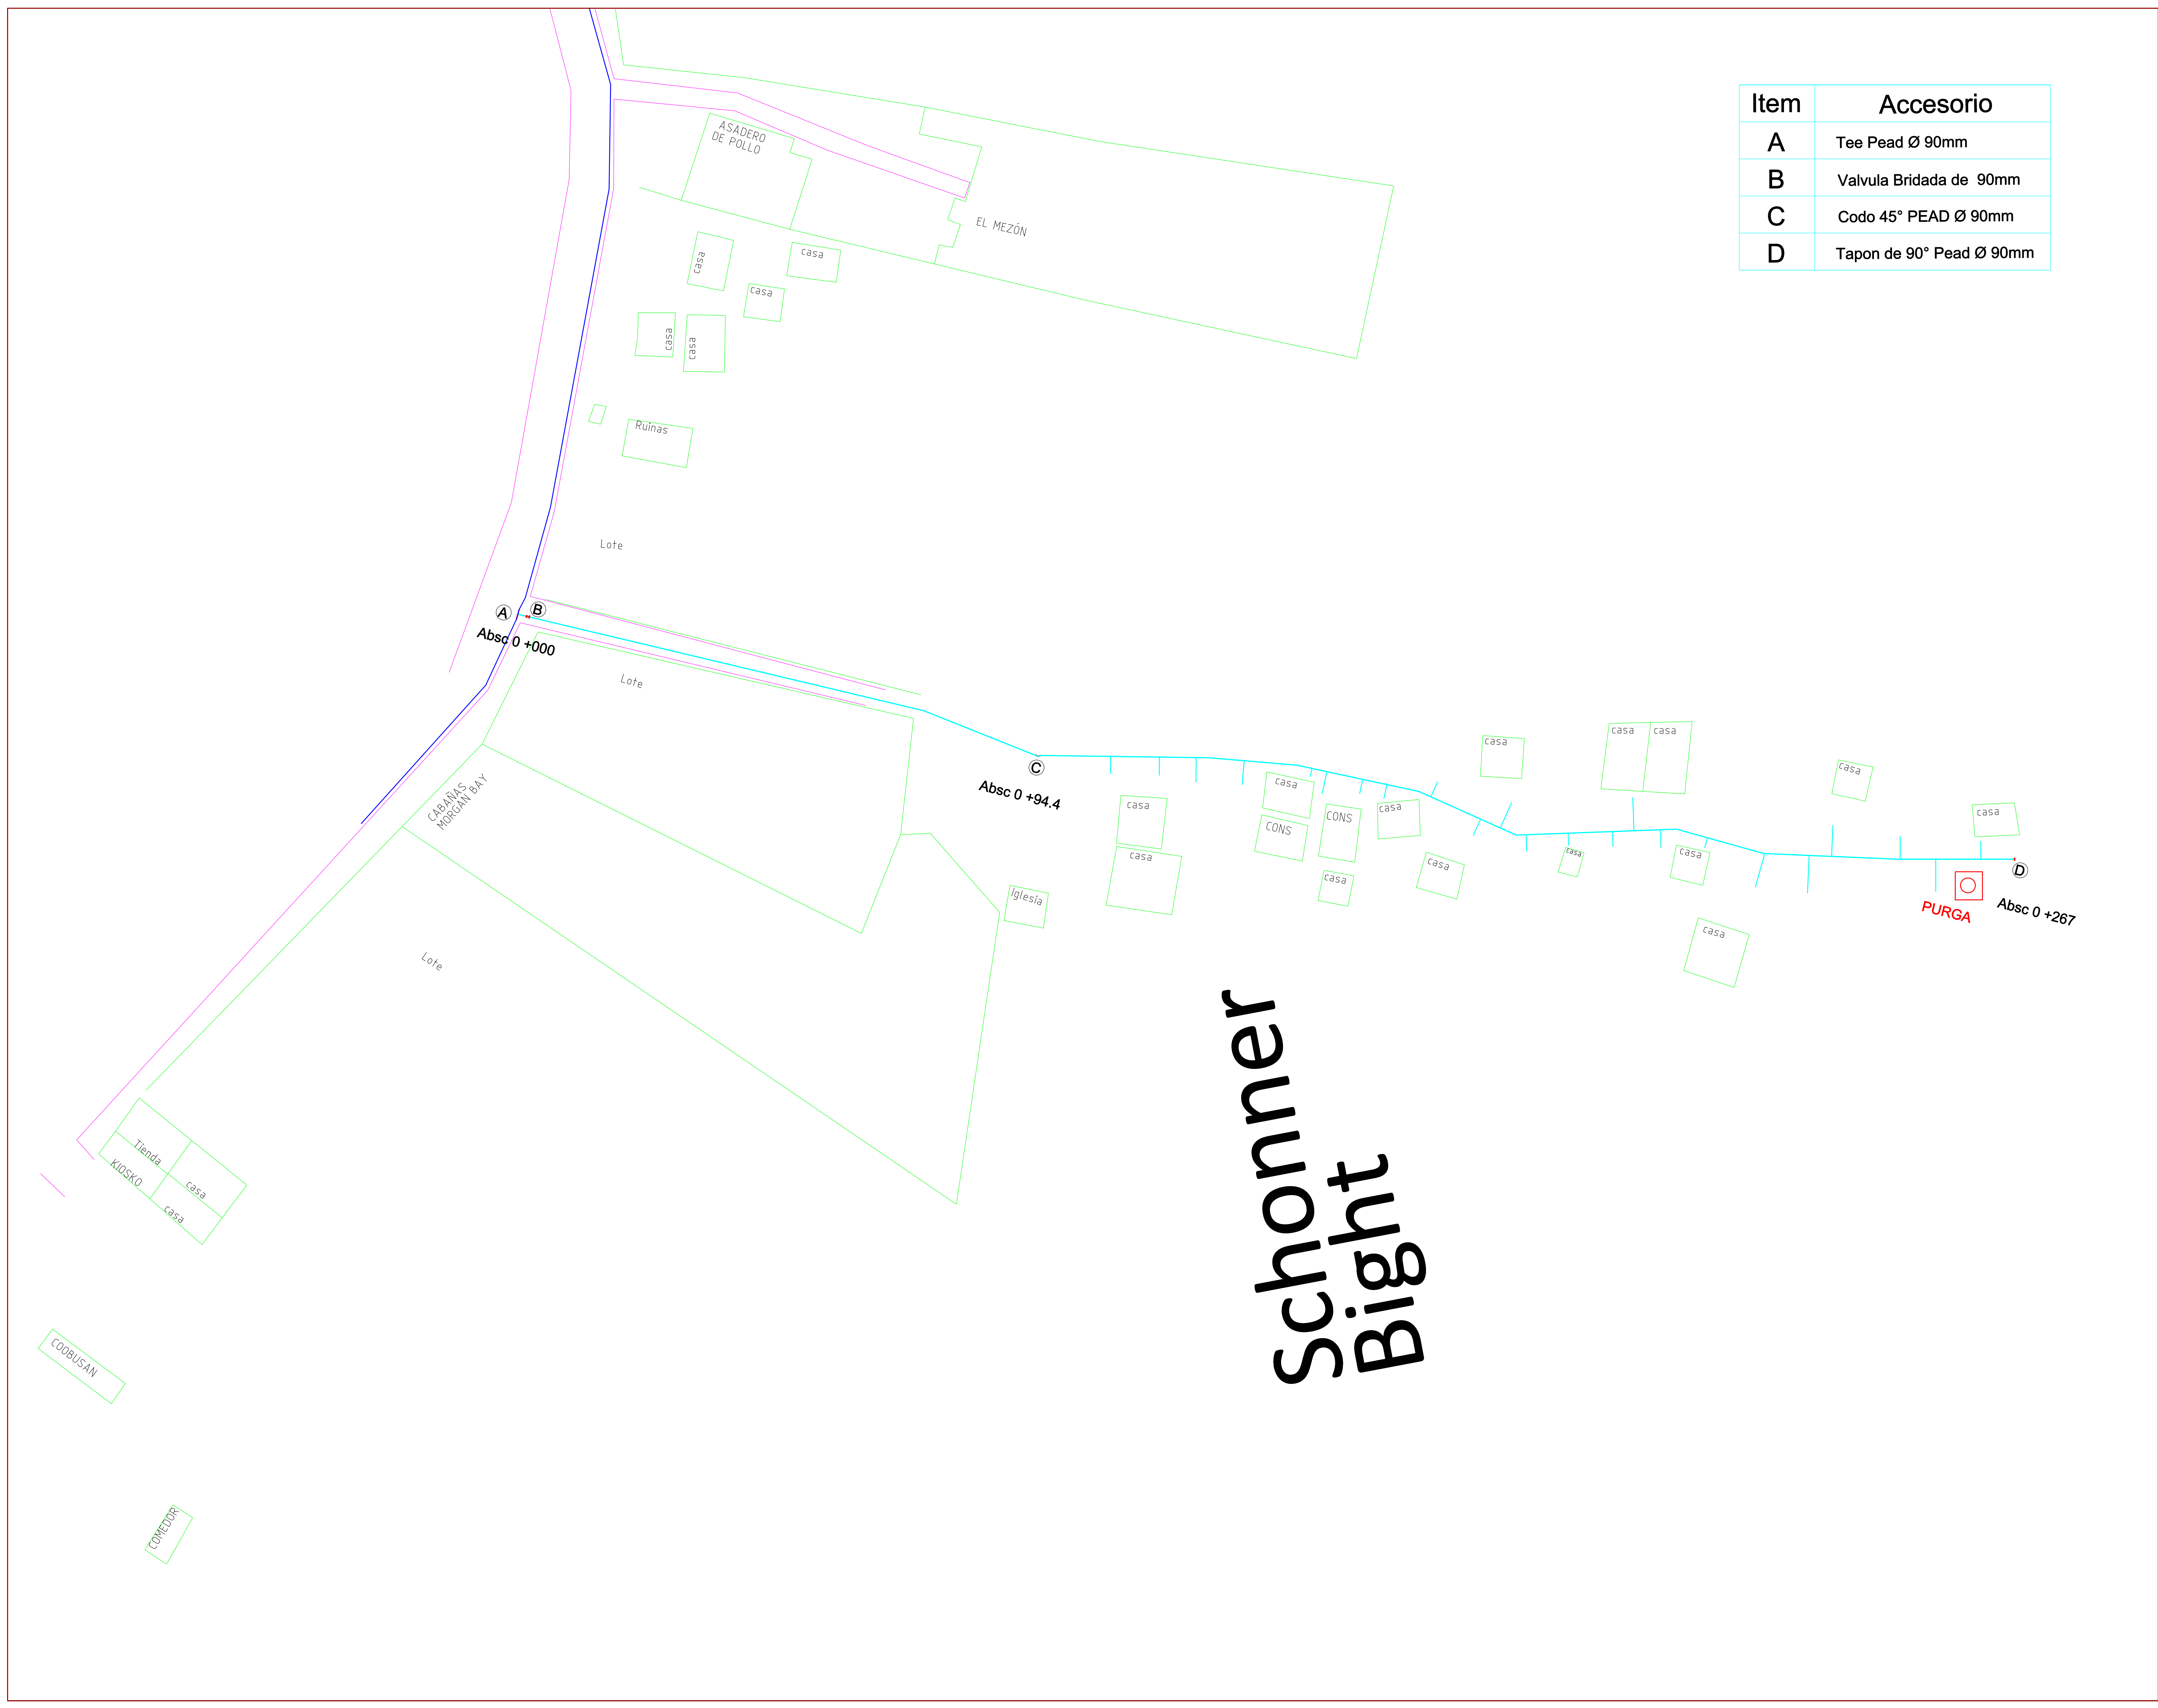 Item Accesorio
A Tee Pead Ø 90mm
B Valvula Bridada de 90mm
C Codo 45° PEAD Ø 90mm
D Tapon de 90° Pead Ø 90mm
ASADERO
DE POLLO
EL MEZÓN
casa
casa
casa
casa
casa
Ruinas
Lote
A
B
Absc 0 +000
Lote
CABAÑAS
MORGAN BAY
C
Absc 0 +94.4
casa
casa
casa
casa
casa
casa
casa
CONS
CONS
casa
casa
casa
casa
casa
casa
casa
Iglesia
D
PURGA
Absc 0 +267
Lote
Schonner
Bight
Tienda
KIOSKO
casa
casa
COOBUSAN
COMEDOR